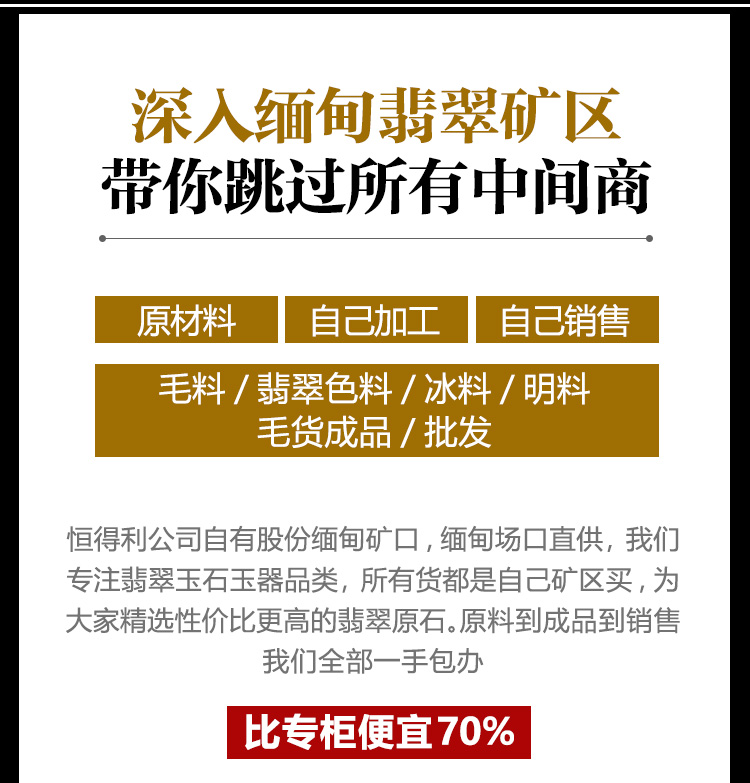 深入缅甸翡翠矿区
带你跳过所有中间商
原材料 自己加工 自己销售
毛料 / 翡翠色料 / 冰料 / 明料
毛货成品 / 批发
恒得利公司自有股份缅甸矿口，缅甸场口直供，我们
专注翡翠玉石玉器品类，所有货都是自己矿区买，为
大家精选性价比更高的翡翠原石。原料到成品到销售
我们全部一手包办
比专柜便宜70%